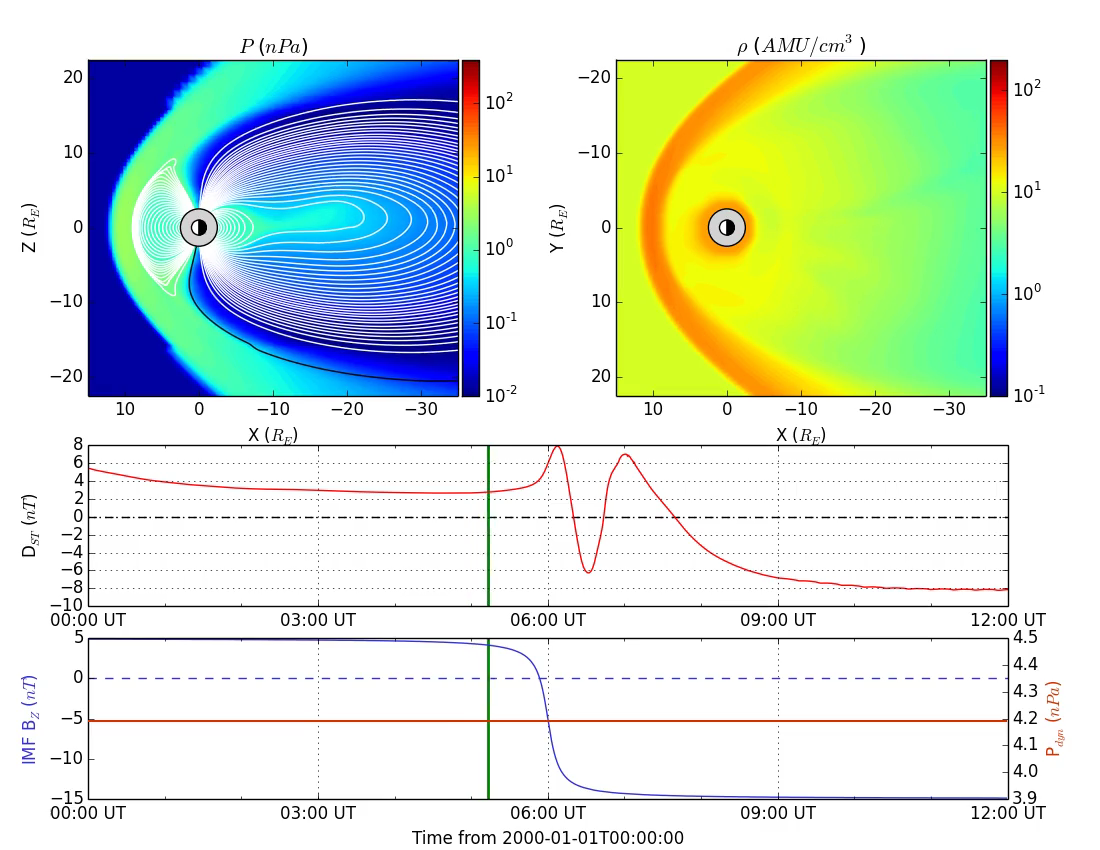 P (nPa)
ρ (AMU/cm³ )
20
10
0
−10
−20
Z (R_E)
10
0
−10
−20
−30
X (R_E)
10²
10¹
10⁰
10⁻¹
10⁻²
−20
−10
0
10
20
Y (R_E)
10
0
−10
−20
−30
X (R_E)
10²
10¹
10⁰
10⁻¹
8
6
4
2
0
−2
−4
−6
−8
−10
D_ST (nT)
00:00 UT
03:00 UT
06:00 UT
09:00 UT
12:00 UT
5
0
−5
−10
−15
IMF B_Z (nT)
4.5
4.4
4.3
4.2
4.1
4.0
3.9
P_dyn (nPa)
00:00 UT
03:00 UT
06:00 UT
09:00 UT
12:00 UT
Time from 2000-01-01T00:00:00